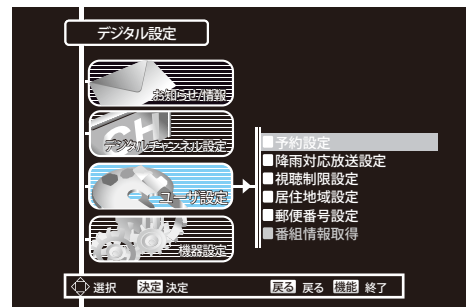 デジタル設定
お知らせ/情報
CH
デジタルチャンネル設定
ユーザ設定
機器設定
予約設定
降雨対応放送設定
視聴制限設定
居住地域設定
郵便番号設定
番組情報取得
選択 決定 決定 戻る 戻る 機能 終了